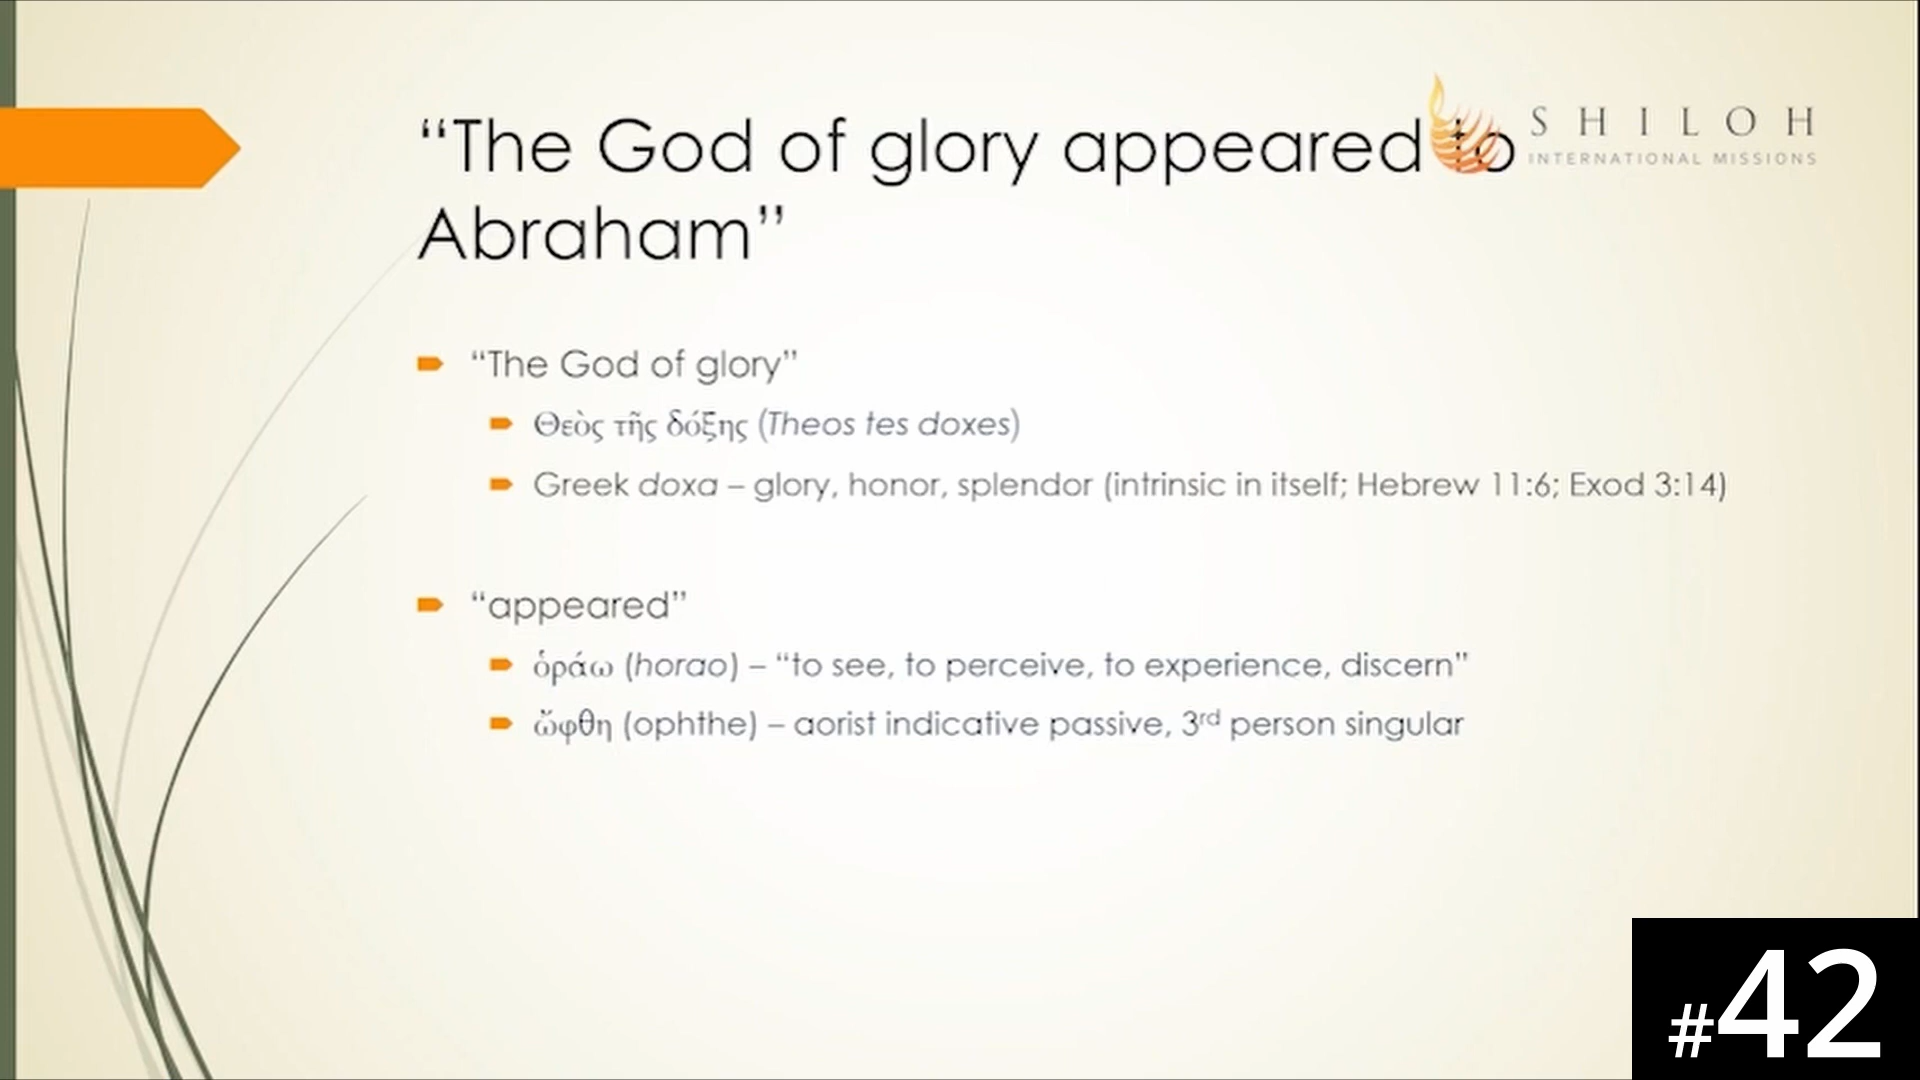 “The God of glory appeared to
Abraham”
SHILOH
INTERNATIONAL MISSIONS
“The God of glory”
Θεὸς τῆς δόξης (Theos tes doxes)
Greek doxa – glory, honor, splendor (intrinsic in itself; Hebrew 11:6; Exod 3:14)
“appeared”
ὁράω (horao) – “to see, to perceive, to experience, discern”
ὤφθη (ophthe) – aorist indicative passive, 3rd person singular
#42